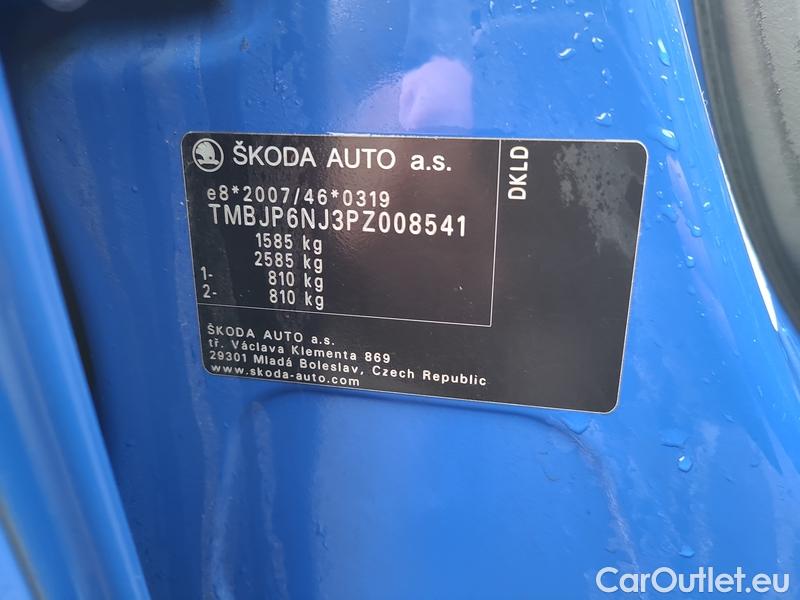 ŠKODA AUTO a.s.
DKLD
e8*2007/46*0319
TMBJP6NJ3PZ008541
1585 kg
2585 kg
1- 810 kg
2- 810 kg
ŠKODA AUTO a.s.
tř. Václava Klementa 869
29301 Mladá Boleslav, Czech Republic
www.skoda-auto.com
CarOutlet.eu